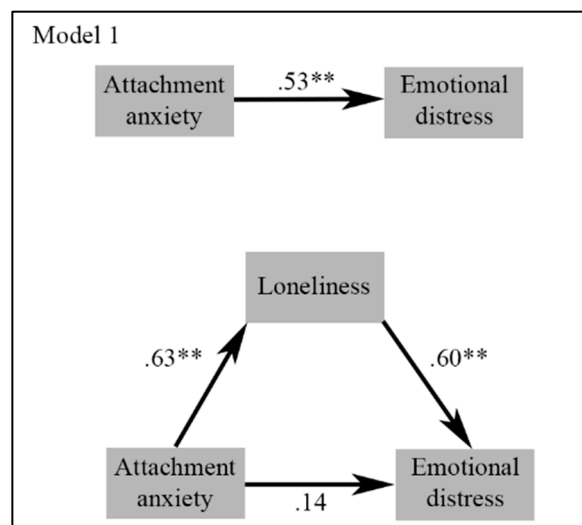 Model 1
Attachment
anxiety
.53**
Emotional
distress
Loneliness
.63**
.60**
Attachment
anxiety
.14
Emotional
distress